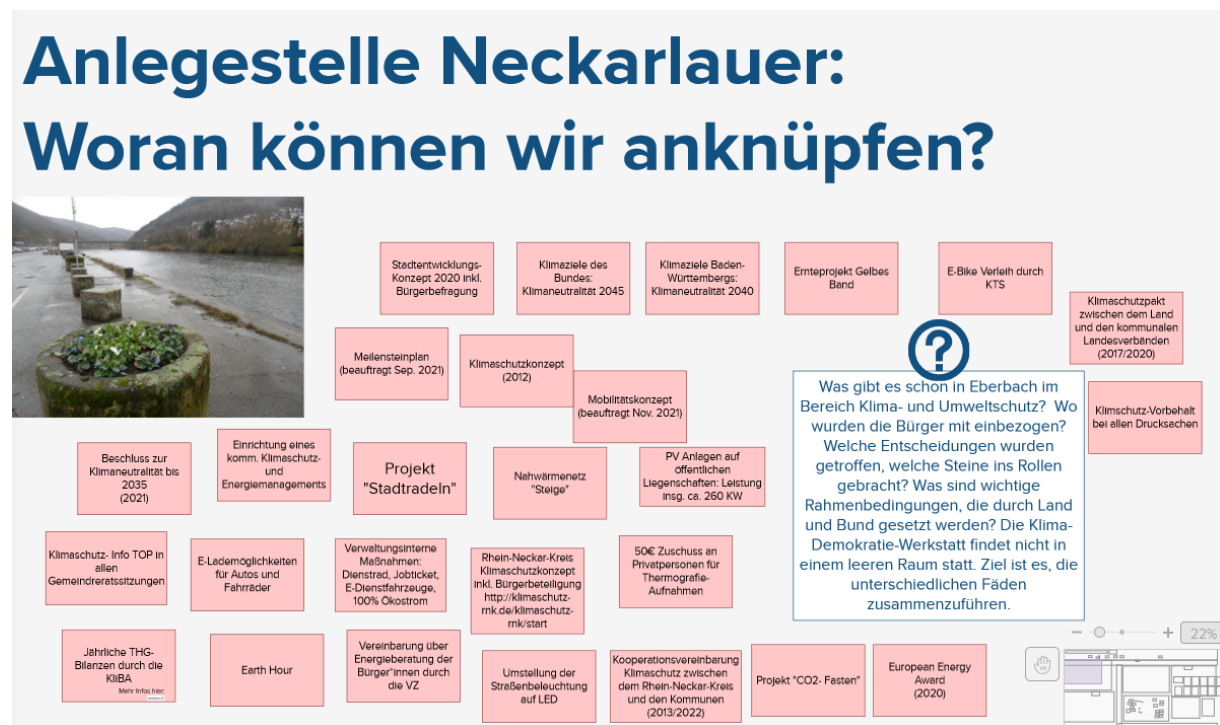 Anlegestelle Neckarlauer:
Woran können wir anknüpfen?
Stadtentwicklungs-
Konzept 2020 inkl.
Bürgerbefragung
Klimaziele des
Bundes:
Klimaneutralität 2045
Klimaziele Baden-
Württembergs:
Klimaneutralität 2040
Ernteprojekt Gelbes
Band
E-Bike Verleih durch
KTS
Klimaschutzpakt
zwischen dem Land
und den kommunalen
Landesverbänden
(2017/2020)
Meilensteinplan
(beauftragt Sep. 2021)
Klimaschutzkonzept
(2012)
Mobilitätskonzept
(beauftragt Nov. 2021)
?
Was gibt es schon in Eberbach im
Bereich Klima- und Umweltschutz? Wo
wurden die Bürger mit einbezogen?
Welche Entscheidungen wurden
getroffen, welche Steine ins Rollen
gebracht? Was sind wichtige
Rahmenbedingungen, die durch Land
und Bund gesetzt werden? Die Klima-
Demokratie-Werkstatt findet nicht in
einem leeren Raum statt. Ziel ist es, die
unterschiedlichen Fäden
zusammenzuführen.
Klimschutz-Vorbehalt
bei allen Drucksachen
Beschluss zur
Klimaneutralität bis
2035
(2021)
Einrichtung eines
komm. Klimaschutz-
und
Energiemanagements
Projekt
"Stadtradeln"
Nahwärmenetz
"Steige"
PV Anlagen auf
öffentlichen
Liegenschaften: Leistung
insg. ca. 260 KW
Klimaschutz- Info TOP in
allen
Gemeindreratssitzungen
E-Lademöglichkeiten
für Autos und
Fahrräder
Verwaltungsinterne
Maßnahmen:
Dienstrad, Jobticket,
E-Dienstfahrzeuge,
100% Ökostrom
Rhein-Neckar-Kreis
Klimaschutzkonzept
inkl. Bürgerbeteiligung
http://klimaschutz-
rnk.de/klimaschutz-
rnk/start
50€ Zuschuss an
Privatpersonen für
Thermografie-
Aufnahmen
Jährliche THG-
Bilanzen durch die
KliBA
Mehr Infos hier:
Earth Hour
Vereinbarung über
Energieberatung der
Bürger*innen durch
die VZ
Umstellung der
Straßenbeleuchtung
auf LED
Kooperationsvereinbarung
Klimaschutz zwischen
dem Rhein-Neckar-Kreis
und den Kommunen
(2013/2022)
Projekt "CO2- Fasten"
European Energy
Award
(2020)
22%